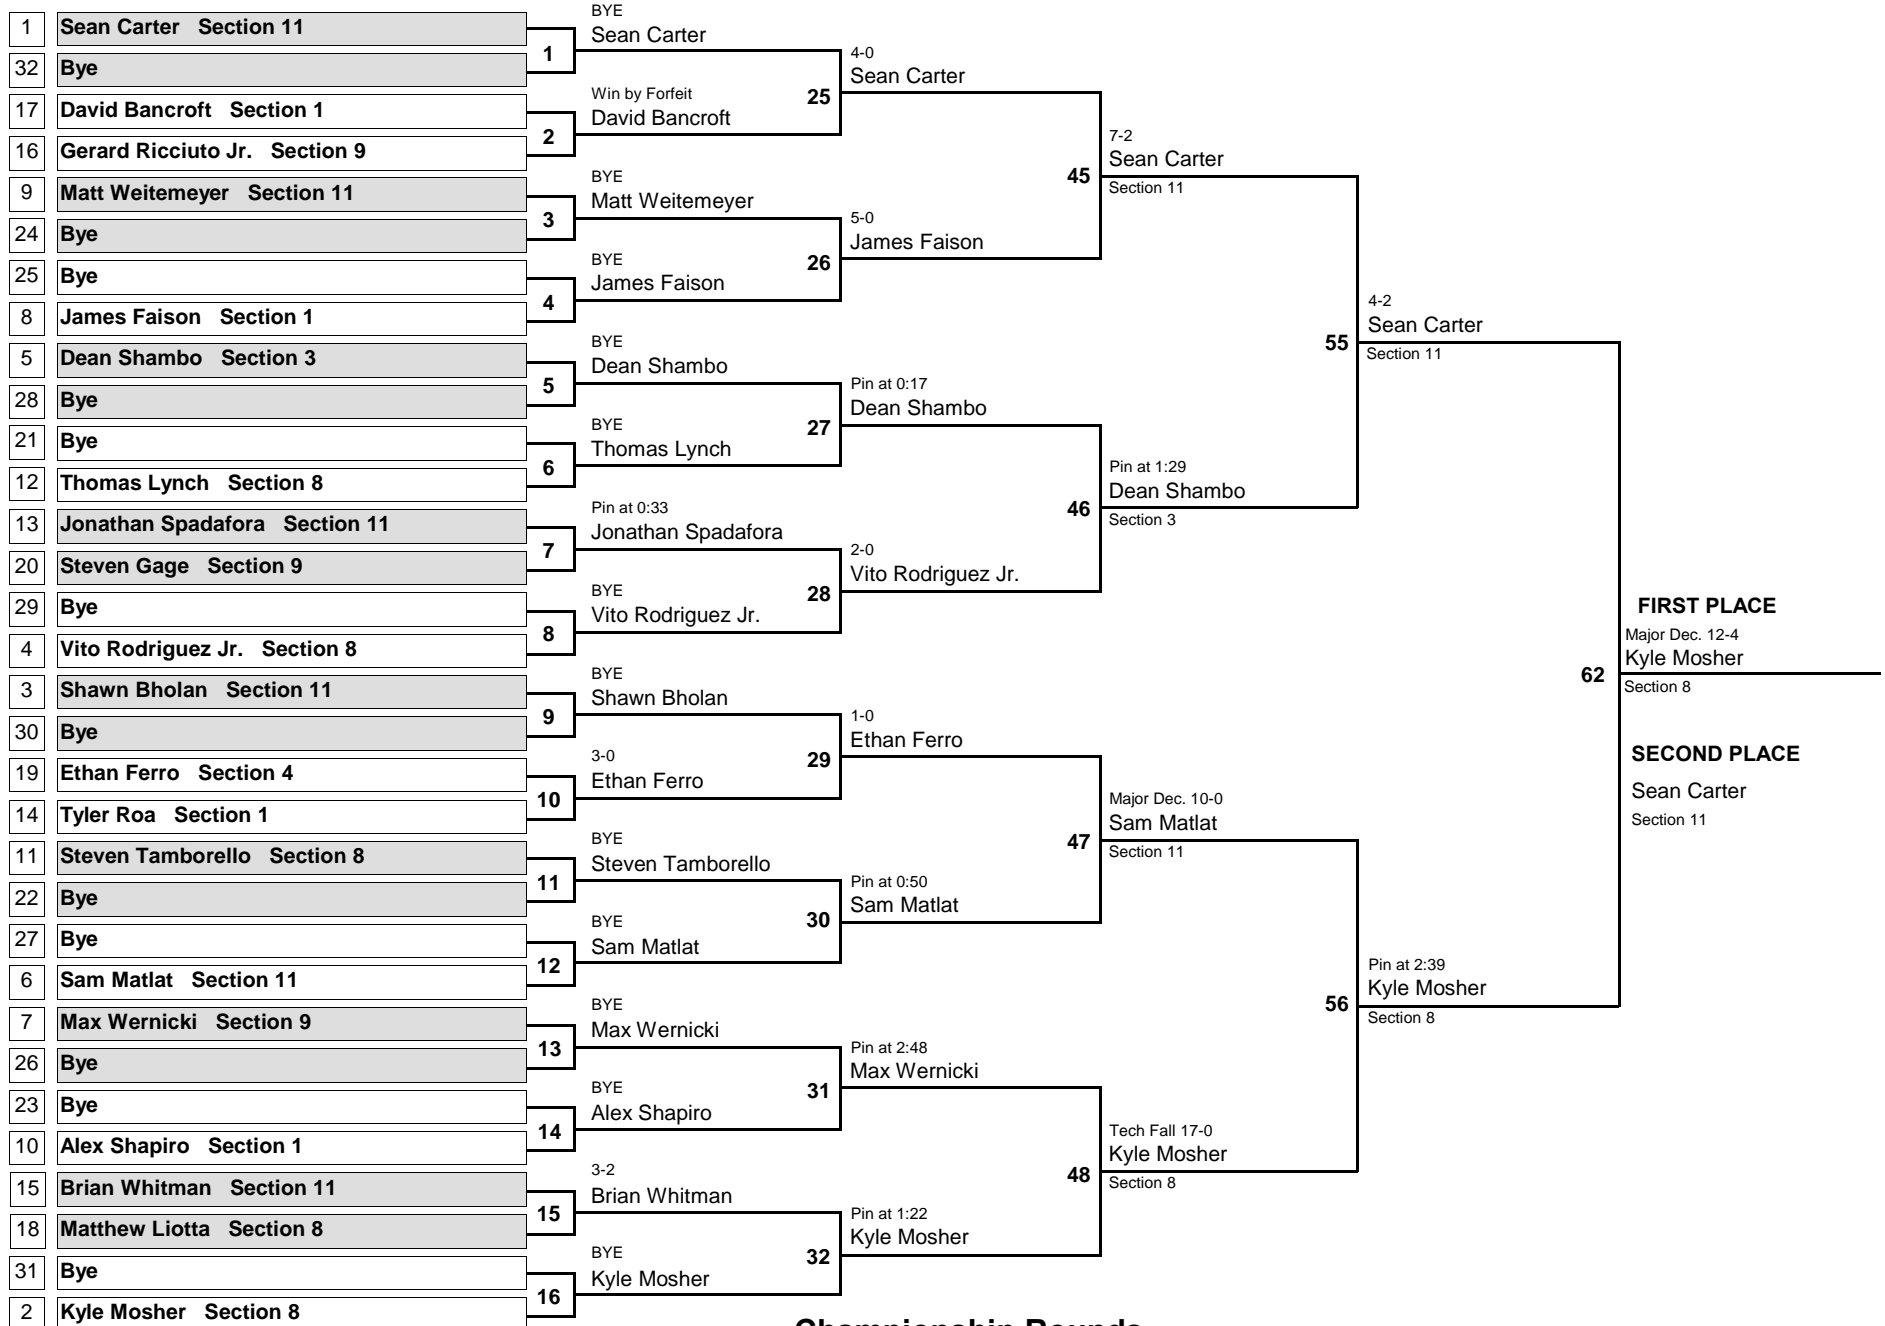 1 Sean Carter Section 11
32 Bye
17 David Bancroft Section 1
16 Gerard Ricciuto Jr. Section 9
9 Matt Weitemeyer Section 11
24 Bye
25 Bye
8 James Faison Section 1
5 Dean Shambo Section 3
28 Bye
21 Bye
12 Thomas Lynch Section 8
13 Jonathan Spadafora Section 11
20 Steven Gage Section 9
29 Bye
4 Vito Rodriguez Jr. Section 8
3 Shawn Bholan Section 11
30 Bye
19 Ethan Ferro Section 4
14 Tyler Roa Section 1
11 Steven Tamborello Section 8
22 Bye
27 Bye
6 Sam Matlat Section 11
7 Max Wernicki Section 9
26 Bye
23 Bye
10 Alex Shapiro Section 1
15 Brian Whitman Section 11
18 Matthew Liotta Section 8
31 Bye
2 Kyle Mosher Section 8
1
2
3
4
5
6
7
8
9
10
11
12
13
14
15
16
BYE
Sean Carter
Win by Forfeit
David Bancroft
BYE
Matt Weitemeyer
BYE
James Faison
BYE
Dean Shambo
BYE
Thomas Lynch
Pin at 0:33
Jonathan Spadafora
BYE
Vito Rodriguez Jr.
BYE
Shawn Bholan
3-0
Ethan Ferro
BYE
Steven Tamborello
BYE
Sam Matlat
BYE
Max Wernicki
BYE
Alex Shapiro
3-2
Brian Whitman
BYE
Kyle Mosher
25
26
27
28
29
30
31
32
4-0
Sean Carter
5-0
James Faison
Pin at 0:17
Dean Shambo
2-0
Vito Rodriguez Jr.
1-0
Ethan Ferro
Pin at 0:50
Sam Matlat
Pin at 2:48
Max Wernicki
Pin at 1:22
Kyle Mosher
45
46
47
48
7-2
Sean Carter
Section 11
Pin at 1:29
Dean Shambo
Section 3
Major Dec. 10-0
Sam Matlat
Section 11
Tech Fall 17-0
Kyle Mosher
Section 8
55
56
4-2
Sean Carter
Section 11
Pin at 2:39
Kyle Mosher
Section 8
62
FIRST PLACE
Major Dec. 12-4
Kyle Mosher
Section 8
SECOND PLACE
Sean Carter
Section 11
Championship Rounds